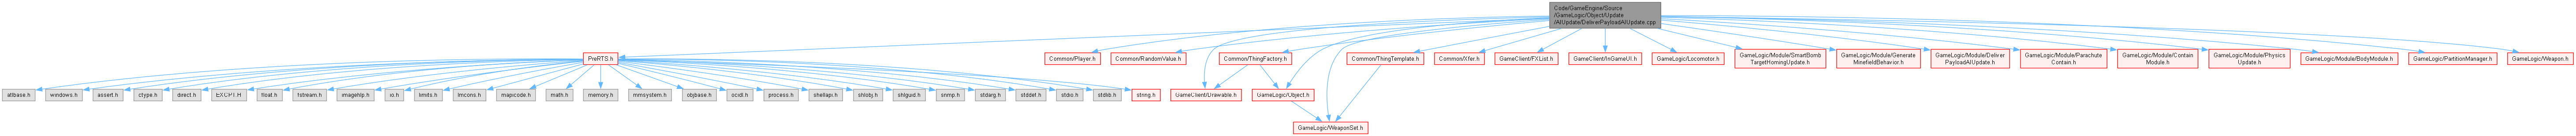 Code/GameEngine/Source
/GameLogic/Object/Update
/AIUpdate/DeliverPayloadAIUpdate.cpp
PreRTS.h
Common/Player.h
Common/RandomValue.h
Common/ThingFactory.h
Common/ThingTemplate.h
Common/Xfer.h
GameClient/FXList.h
GameClient/InGameUI.h
GameLogic/Locomotor.h
GameLogic/Module/SmartBomb
TargetHomingUpdate.h
GameLogic/Module/Generate
MinefieldBehavior.h
GameLogic/Module/Deliver
PayloadAIUpdate.h
GameLogic/Module/Parachute
Contain.h
GameLogic/Module/Contain
Module.h
GameLogic/Module/Physics
Update.h
GameLogic/Module/BodyModule.h
GameLogic/PartitionManager.h
GameLogic/Weapon.h
atlbase.h
windows.h
assert.h
ctype.h
direct.h
EXCPT.H
float.h
fstream.h
imagehlp.h
io.h
limits.h
lmcons.h
mapicode.h
math.h
memory.h
mmsystem.h
objbase.h
ocidl.h
process.h
shellapi.h
shlobj.h
shlguid.h
snmp.h
stdarg.h
stddef.h
stdio.h
stdlib.h
string.h
GameClient/Drawable.h
GameLogic/Object.h
GameLogic/WeaponSet.h